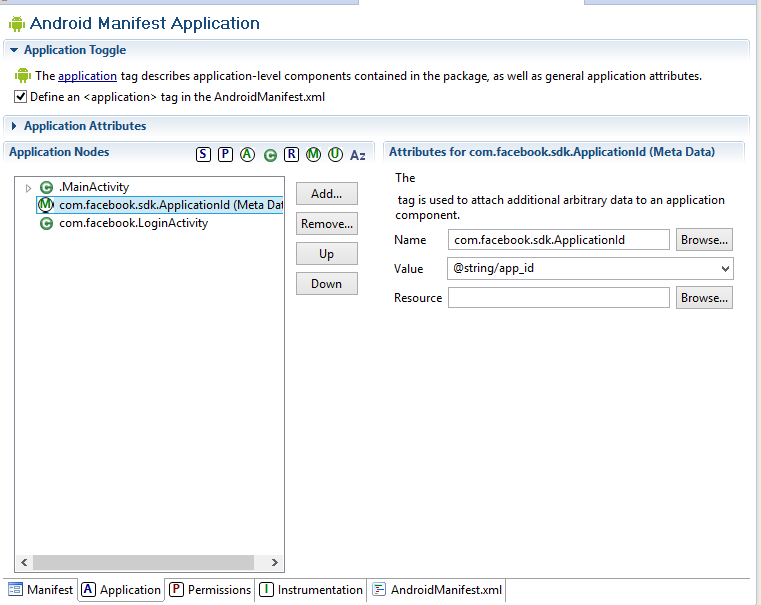 Android Manifest Application
Application Toggle
The application tag describes application-level components contained in the package, as well as general application attributes.
Define an <application> tag in the AndroidManifest.xml
Application Attributes
Application Nodes
S P A C R M U Az
.MainActivity
com.facebook.sdk.ApplicationId (Meta Dat
com.facebook.LoginActivity
Add...
Remove...
Up
Down
Attributes for com.facebook.sdk.ApplicationId (Meta Data)
The
tag is used to attach additional arbitrary data to an application
component.
Name com.facebook.sdk.ApplicationId Browse...
Value @string/app_id
Resource Browse...
Manifest A Application P Permissions I Instrumentation AndroidManifest.xml